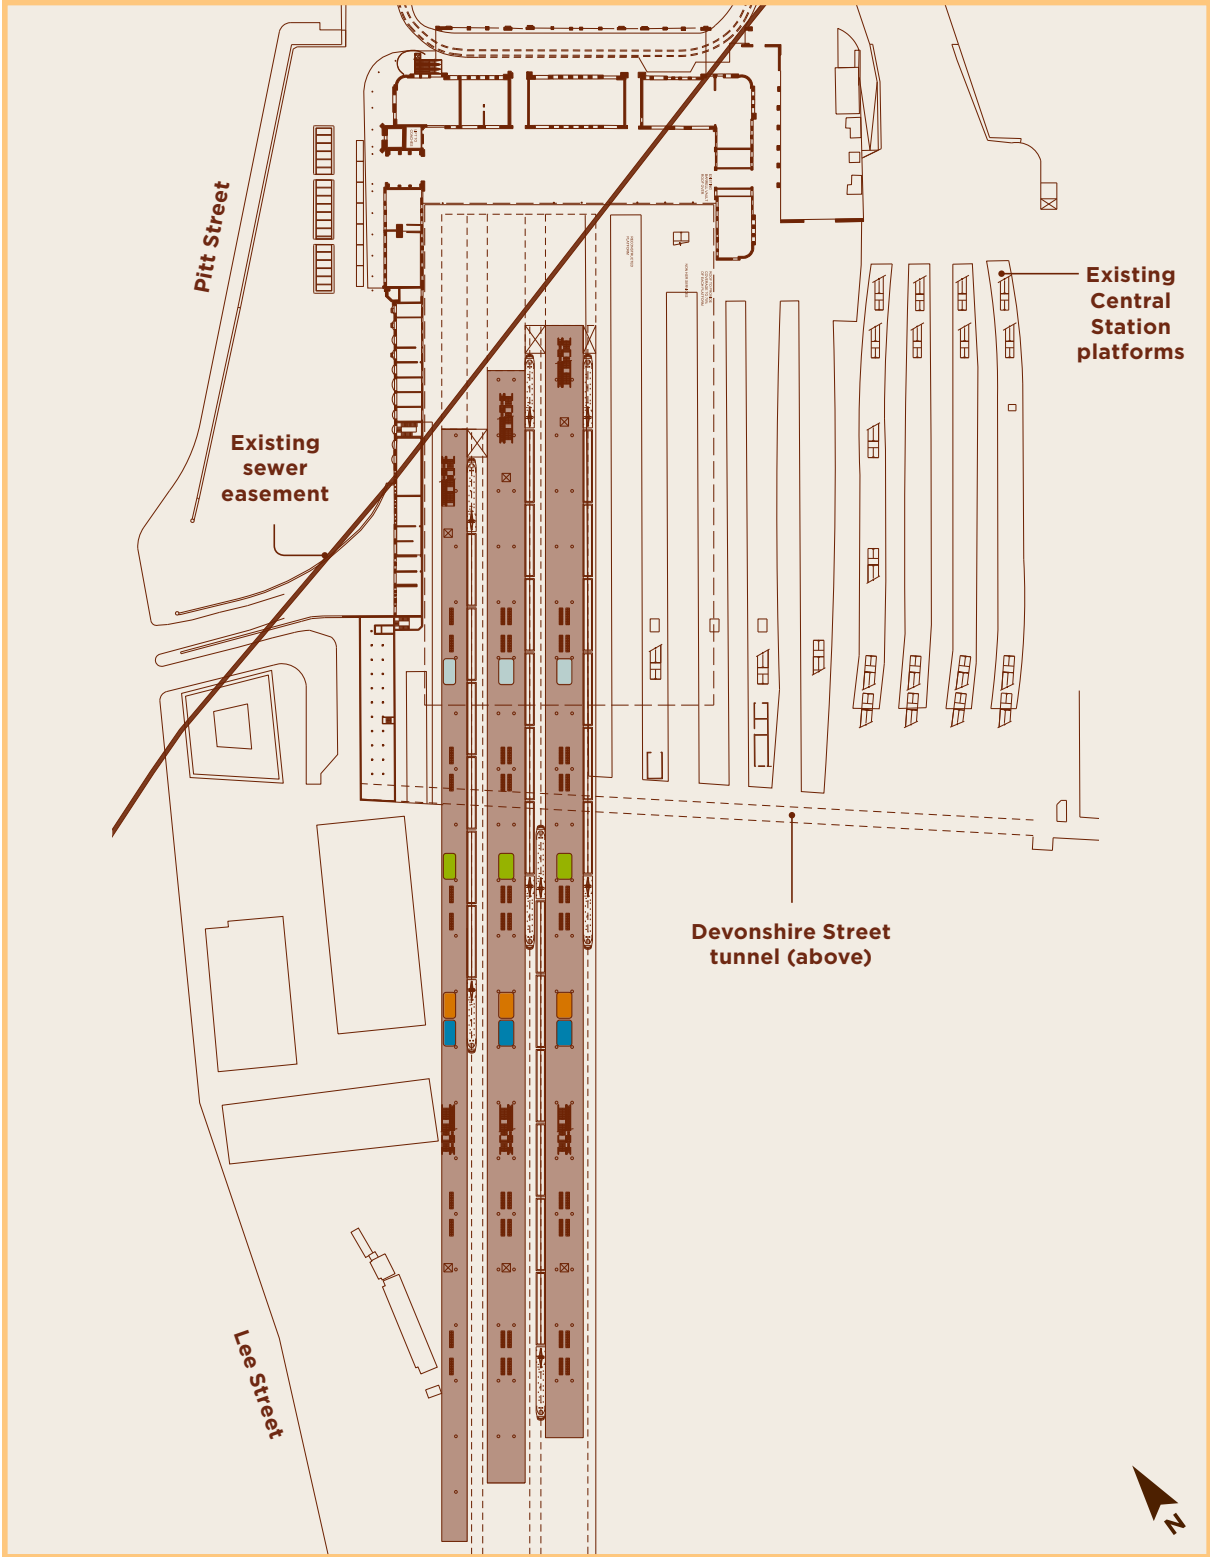 Pitt Street
Existing
Central
Station
platforms
Existing
sewer
easement
Devonshire Street
tunnel (above)
Lee Street
N